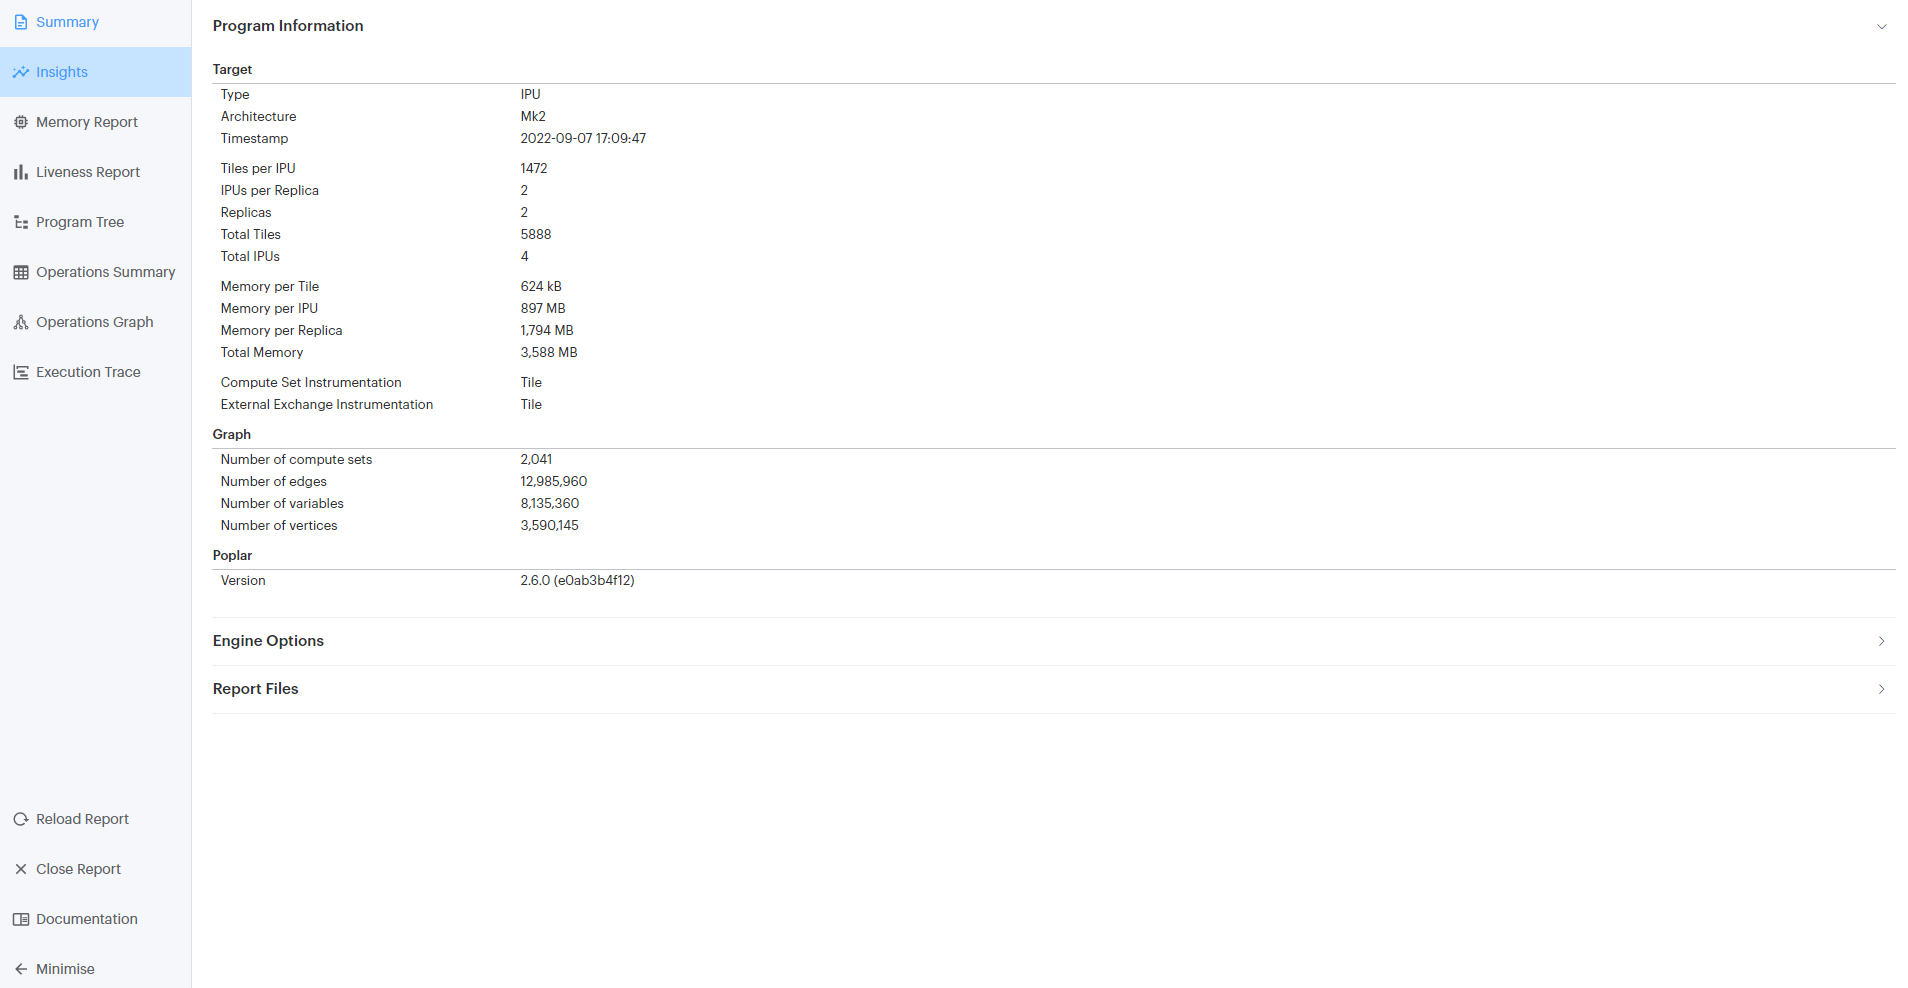 Summary
Insights
Memory Report
Liveness Report
Program Tree
Operations Summary
Operations Graph
Execution Trace
Reload Report
Close Report
Documentation
Minimise
Program Information
Target
Type IPU
Architecture Mk2
Timestamp 2022-09-07 17:09:47
Tiles per IPU 1472
IPUs per Replica 2
Replicas 2
Total Tiles 5888
Total IPUs 4
Memory per Tile 624 kB
Memory per IPU 897 MB
Memory per Replica 1,794 MB
Total Memory 3,588 MB
Compute Set Instrumentation Tile
External Exchange Instrumentation Tile
Graph
Number of compute sets 2,041
Number of edges 12,985,960
Number of variables 8,135,360
Number of vertices 3,590,145
Poplar
Version 2.6.0 (e0ab3b4f12)
Engine Options
Report Files